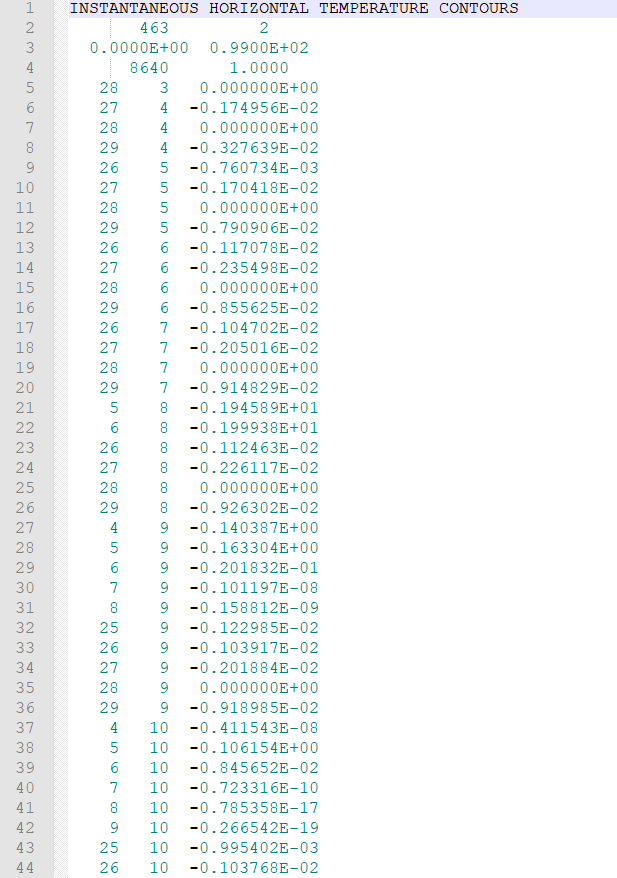 1 INSTANTANEOUS HORIZONTAL TEMPERATURE CONTOURS
2 463 2
3 0.0000E+00 0.9900E+02
4 8640 1.0000
5 28 3 0.000000E+00
6 27 4 -0.174956E-02
7 28 4 0.000000E+00
8 29 4 -0.327639E-02
9 26 5 -0.760734E-03
10 27 5 -0.170418E-02
11 28 5 0.000000E+00
12 29 5 -0.790906E-02
13 26 6 -0.117078E-02
14 27 6 -0.235498E-02
15 28 6 0.000000E+00
16 29 6 -0.855625E-02
17 26 7 -0.104702E-02
18 27 7 -0.205016E-02
19 28 7 0.000000E+00
20 29 7 -0.914829E-02
21 5 8 -0.194589E+01
22 6 8 -0.199938E+01
23 26 8 -0.112463E-02
24 27 8 -0.226117E-02
25 28 8 0.000000E+00
26 29 8 -0.926302E-02
27 4 9 -0.140387E+00
28 5 9 -0.163304E+00
29 6 9 -0.201832E-01
30 7 9 -0.101197E-08
31 8 9 -0.158812E-09
32 25 9 -0.122985E-02
33 26 9 -0.103917E-02
34 27 9 -0.201884E-02
35 28 9 0.000000E+00
36 29 9 -0.918985E-02
37 4 10 -0.411543E-08
38 5 10 -0.106154E+00
39 6 10 -0.845652E-02
40 7 10 -0.723316E-10
41 8 10 -0.785358E-17
42 9 10 -0.266542E-19
43 25 10 -0.995402E-03
44 26 10 -0.103768E-02